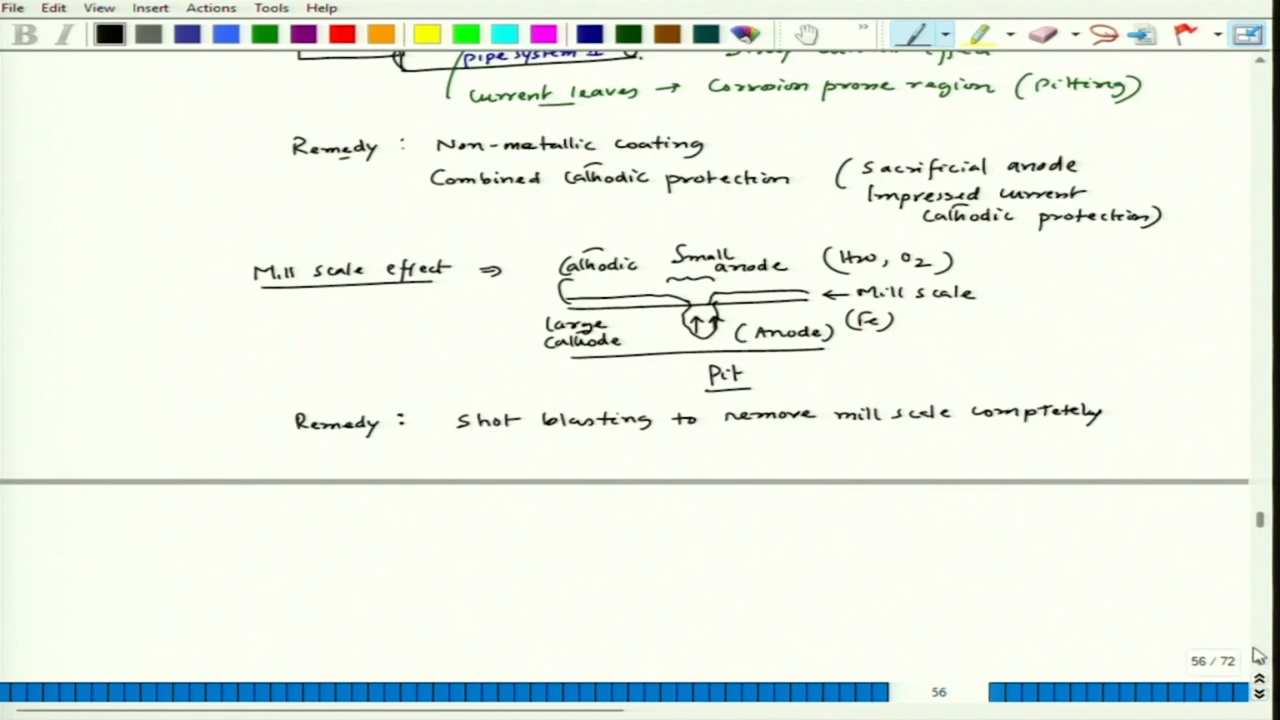 File Edit View Insert Actions Tools Help
B I
pipe system II
Current leaves → Corrosion prone region (Pitting)
Remedy : Non-metallic coating
Combined Cathodic protection
(Sacrificial anode
Impressed current
Cathodic protection)
Mill scale effect ⇒
Cathodic Small anode (H2O, O2)
← Mill scale
Large Cathode
(Anode) (Fe)
Pit
Remedy : Shot blasting to remove mill scale completely
56 / 72
56